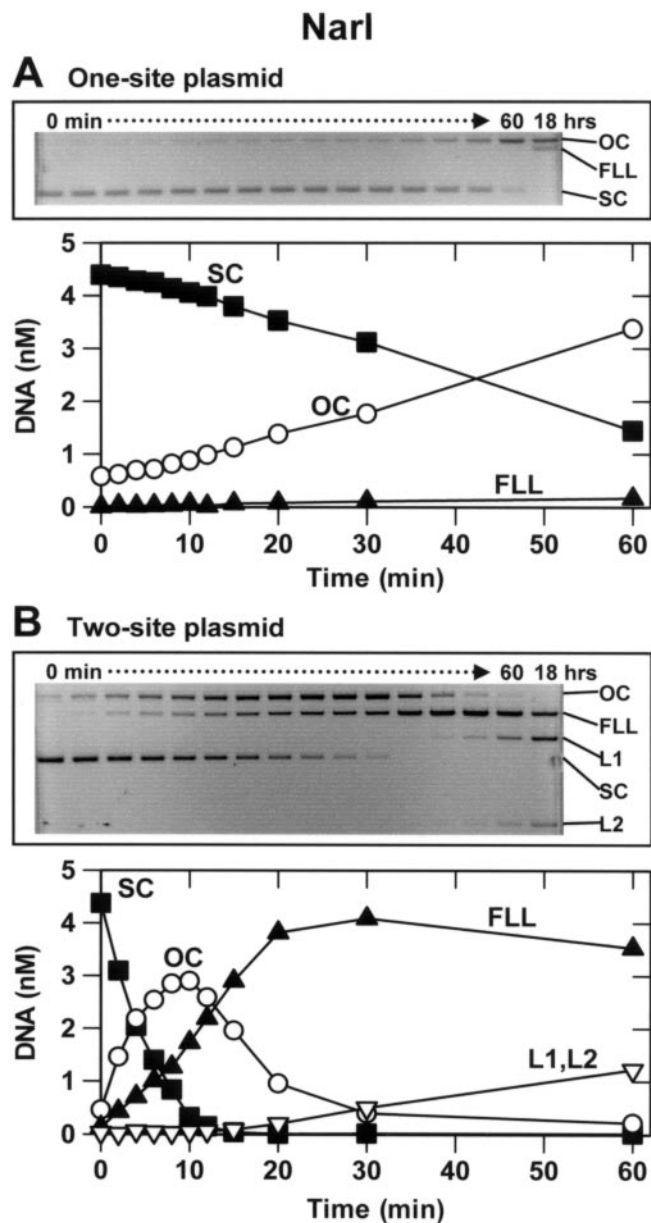 NarI
A One-site plasmid
0 min 60 18 hrs
OC
FLL
SC
5
4
3
2
1
0
DNA (nM)
SC
OC
FLL
0 10 20 30 40 50 60
Time (min)
B Two-site plasmid
0 min 60 18 hrs
OC
FLL
L1
SC
L2
5
4
3
2
1
0
DNA (nM)
SC
OC
FLL
L1,L2
0 10 20 30 40 50 60
Time (min)